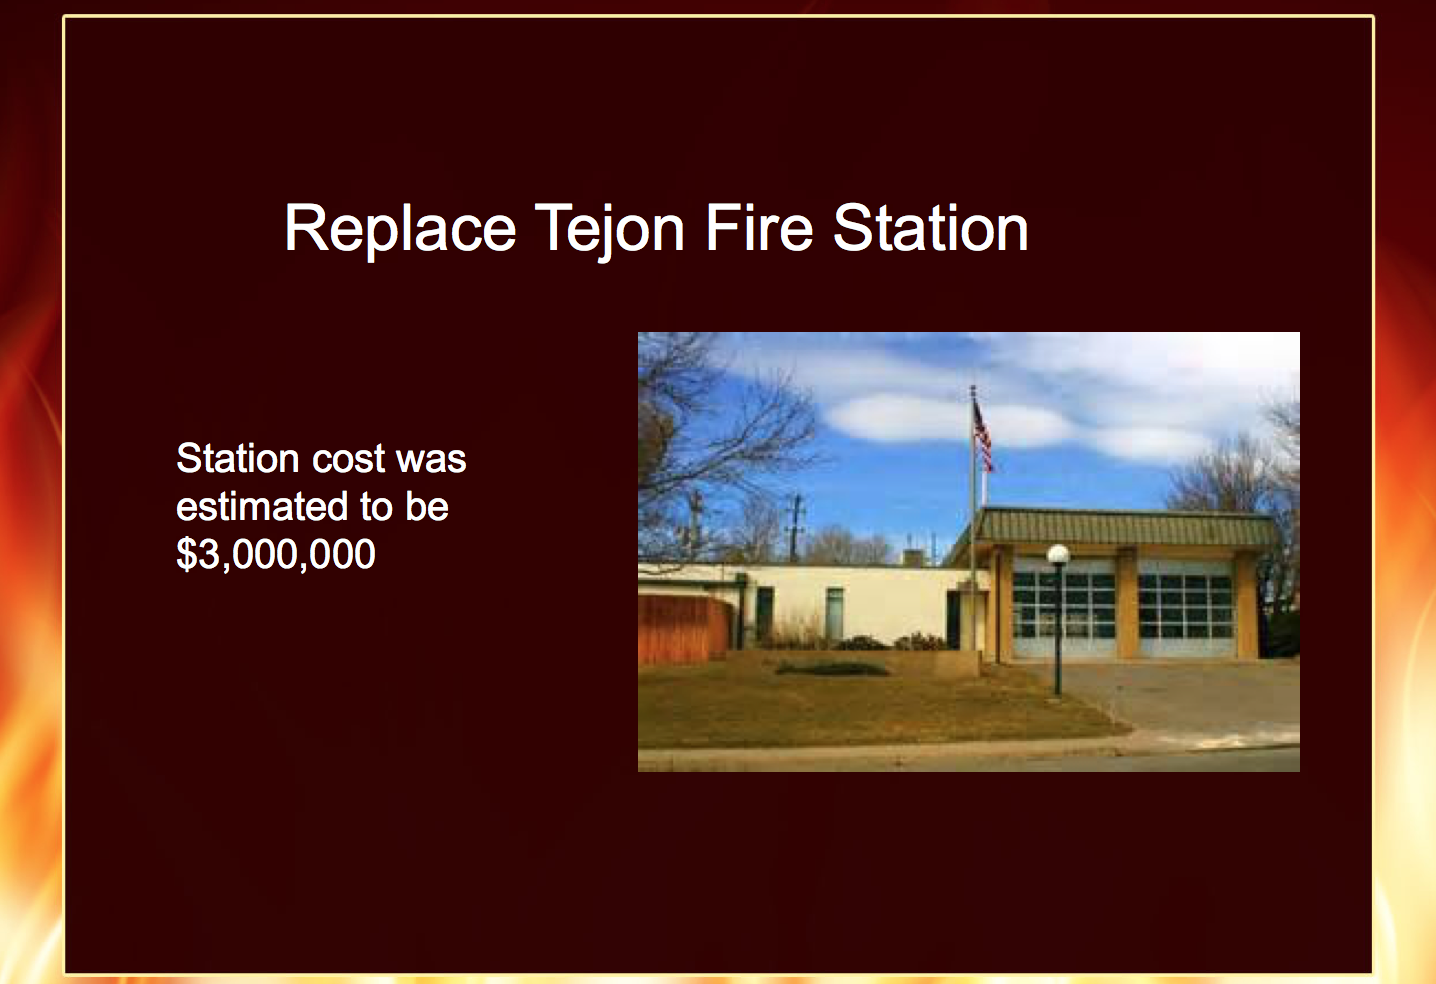 Replace Tejon Fire Station
Station cost was
estimated to be
$3,000,000